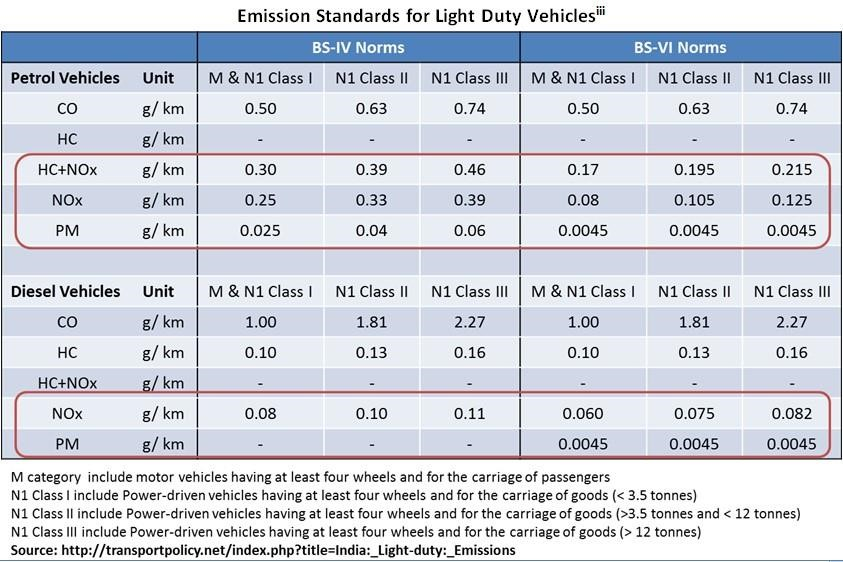 Emission Standards for Light Duty Vehiclesiii
BS-IV Norms BS-VI Norms
Petrol Vehicles Unit M & N1 Class I N1 Class II N1 Class III M & N1 Class I N1 Class II N1 Class III
CO g/ km 0.50 0.63 0.74 0.50 0.63 0.74
HC g/ km - - - - - -
HC+NOx g/ km 0.30 0.39 0.46 0.17 0.195 0.215
NOx g/ km 0.25 0.33 0.39 0.08 0.105 0.125
PM g/ km 0.025 0.04 0.06 0.0045 0.0045 0.0045
Diesel Vehicles Unit M & N1 Class I N1 Class II N1 Class III M & N1 Class I N1 Class II N1 Class III
CO g/ km 1.00 1.81 2.27 1.00 1.81 2.27
HC g/ km 0.10 0.13 0.16 0.10 0.13 0.16
HC+NOx g/ km - - - - - -
NOx g/ km 0.08 0.10 0.11 0.060 0.075 0.082
PM g/ km - - - 0.0045 0.0045 0.0045
M category include motor vehicles having at least four wheels and for the carriage of passengers
N1 Class I include Power-driven vehicles having at least four wheels and for the carriage of goods (< 3.5 tonnes)
N1 Class II include Power-driven vehicles having at least four wheels and for the carriage of goods (>3.5 tonnes and < 12 tonnes)
N1 Class III include Power-driven vehicles having at least four wheels and for the carriage of goods (> 12 tonnes)
Source: http://transportpolicy.net/index.php?title=India:_Light-duty:_Emissions